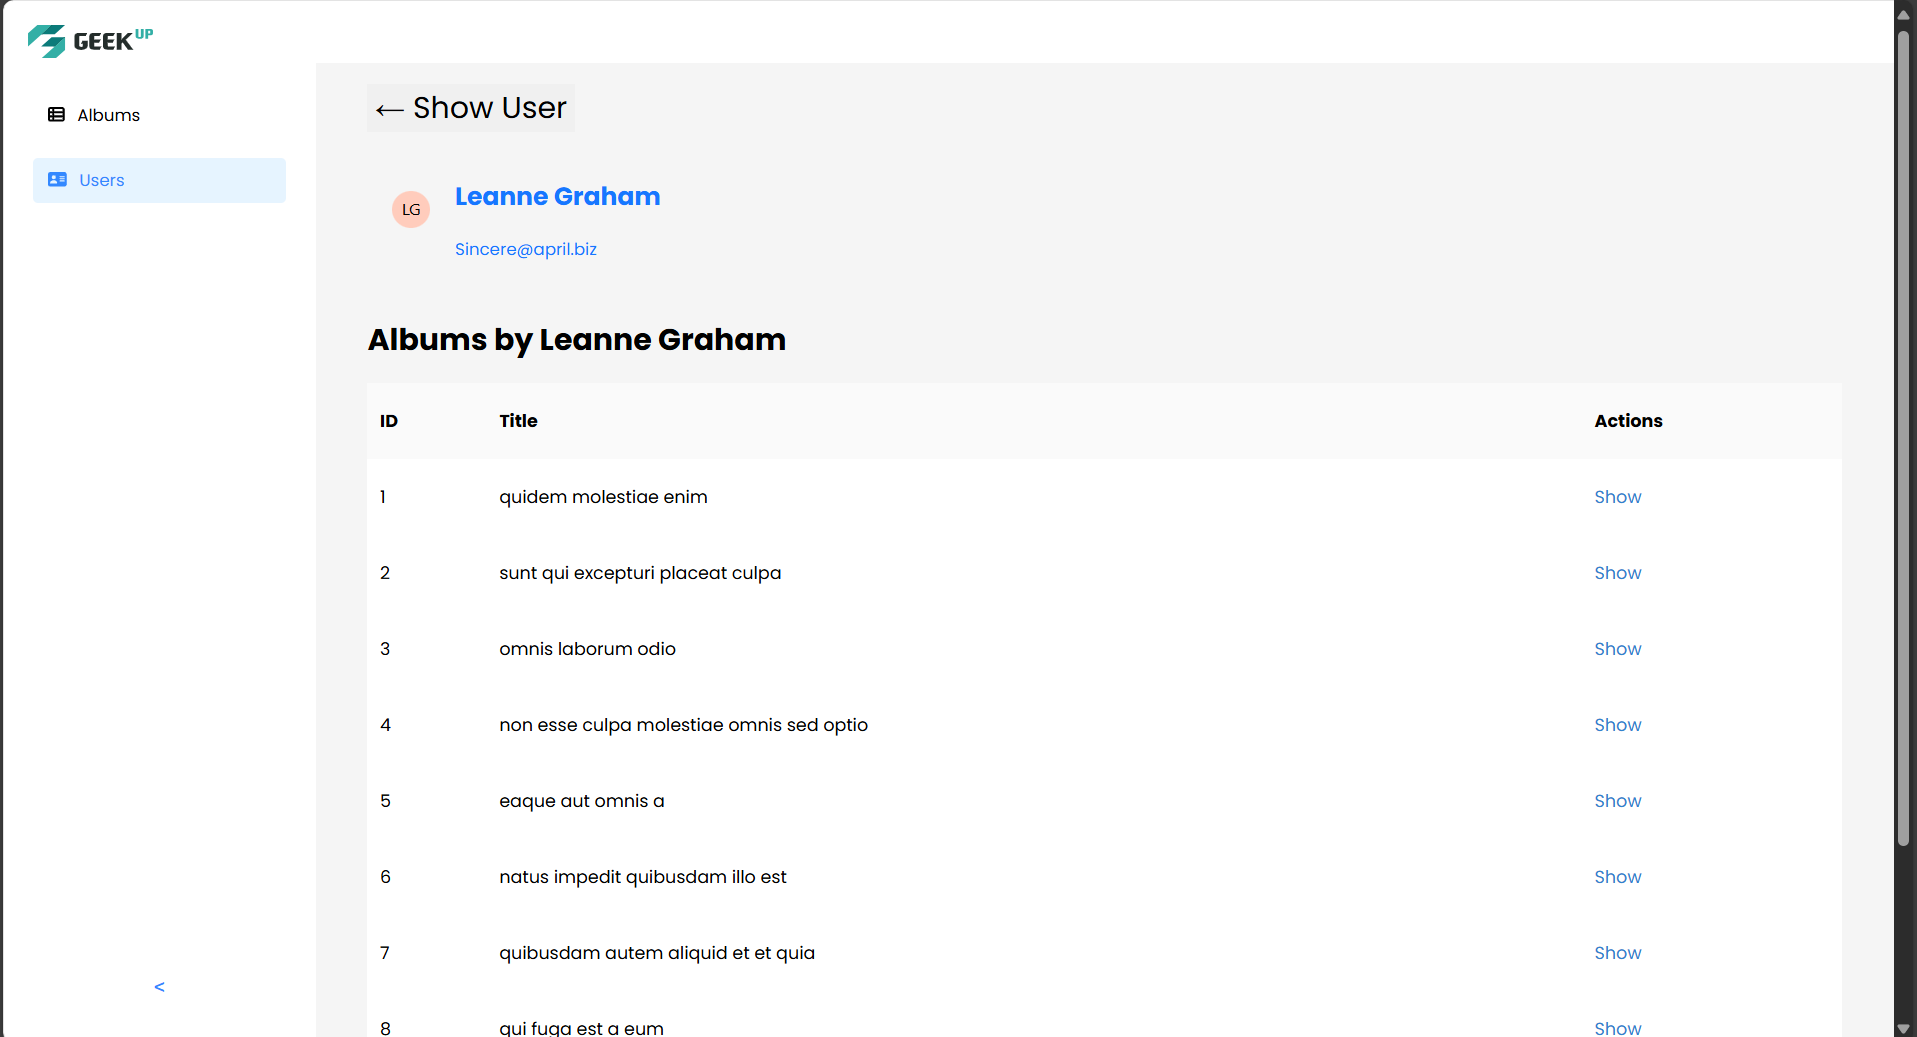 GEEK UP
Albums
Users
← Show User
LG
Leanne Graham
Sincere@april.biz
Albums by Leanne Graham
ID Title Actions
1 quidem molestiae enim Show
2 sunt qui excepturi placeat culpa Show
3 omnis laborum odio Show
4 non esse culpa molestiae omnis sed optio Show
5 eaque aut omnis a Show
6 natus impedit quibusdam illo est Show
7 quibusdam autem aliquid et et quia Show
<
8 qui fuga est a eum Show